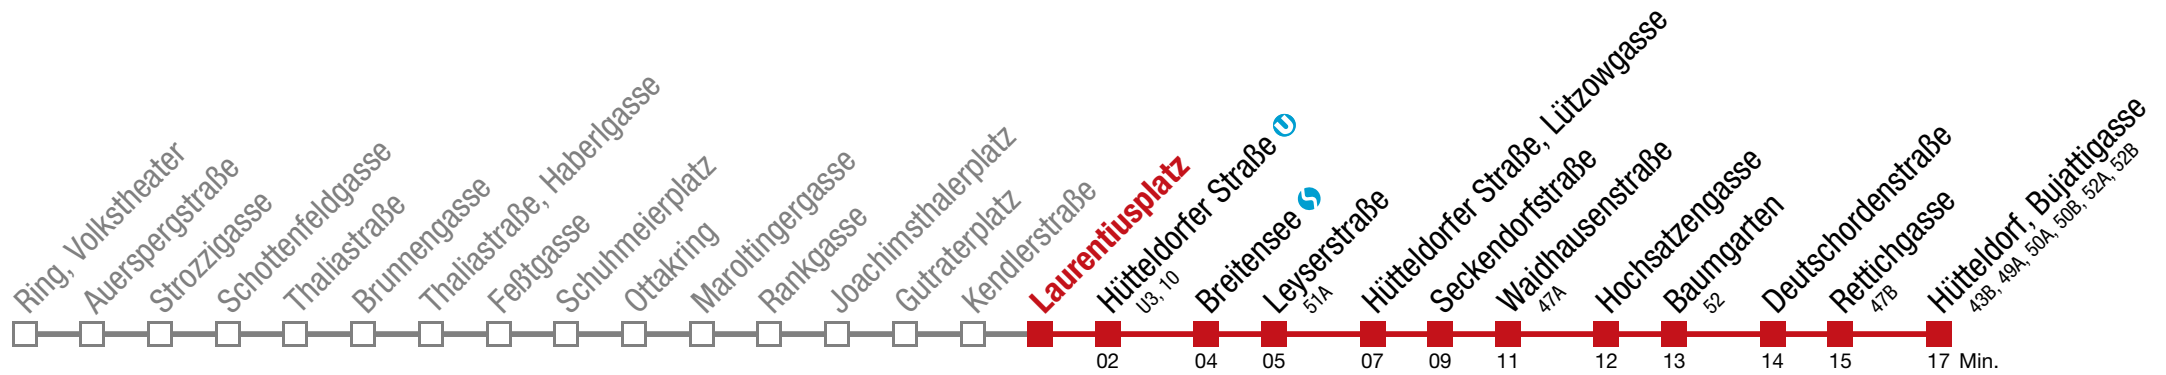 Ring, Volkstheater
Auerspergstraße
Strozzigasse
Schottenfeldgasse
Thaliastraße
Brunnengasse
Thaliastraße, Haberlgasse
Feßtgasse
Schuhmeierplatz
Ottakring
Maroltingergasse
Rankgasse
Joachimsthalerplatz
Gutraterplatz
Kendlerstraße
Laurentiusplatz
Hütteldorfer Straße U
U3, 10
Breitensee S
Leyserstraße
51A
Hütteldorfer Straße, Lützowgasse
Seckendorfstraße
Waidhausenstraße
47A
Hochsatzengasse
Baumgarten
52
Deutschordenstraße
Rettichgasse
47B
Hütteldorf, Bujattigasse
43B, 49A, 50A, 50B, 52A, 52B
02 04 05 07 09 11 12 13 14 15 17 Min.